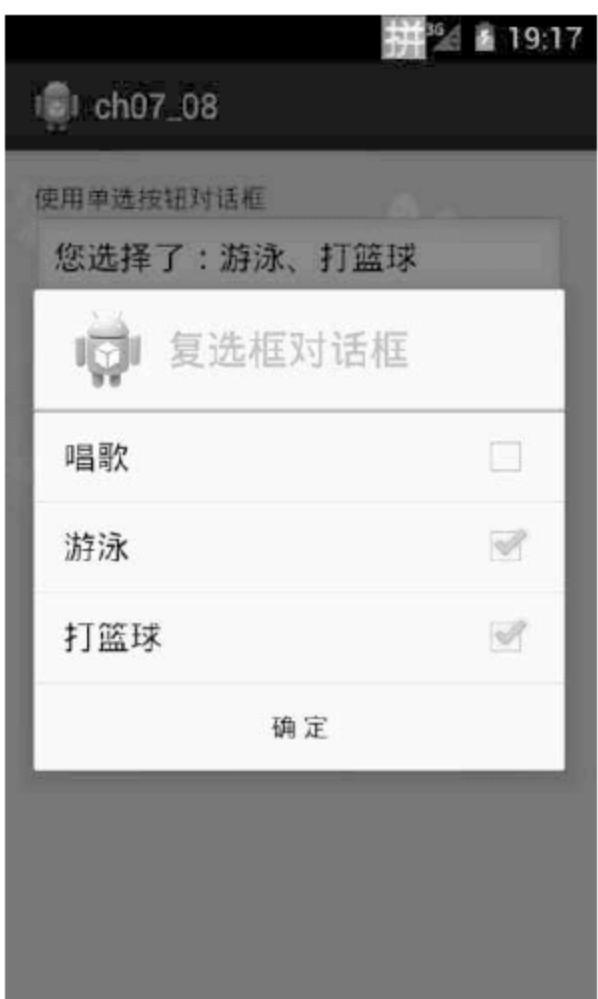 拼 3G 19:17
ch07_08
使用单选按钮对话框
您选择了：游泳、打篮球
复选框对话框
唱歌
游泳
打篮球
确定